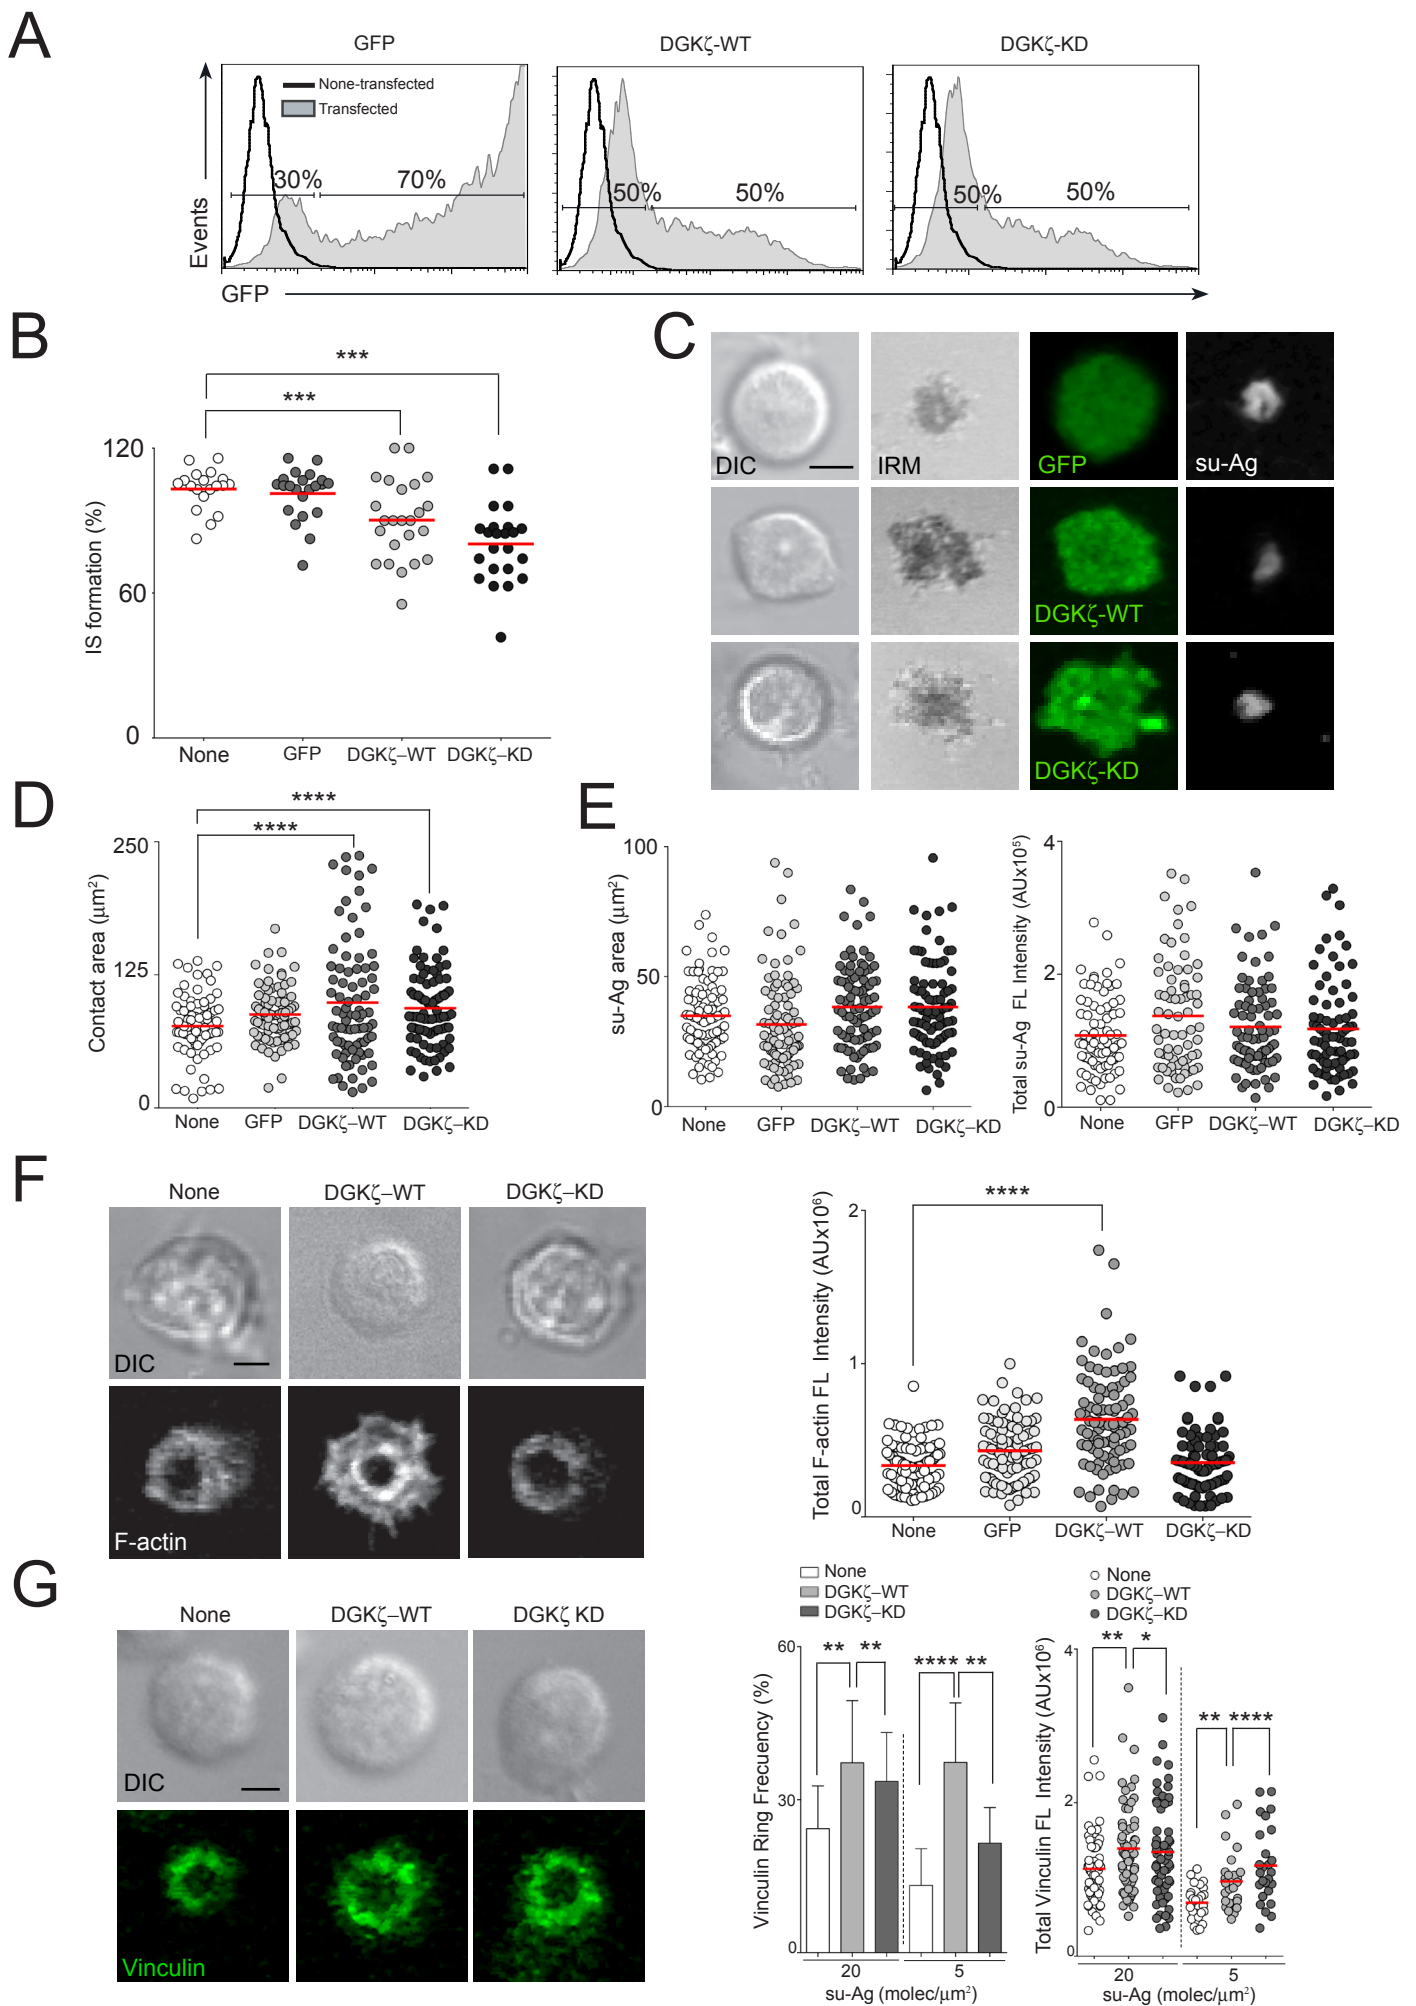 A
GFP
DGKζ-WT
DGKζ-KD
None-transfected
Transfected
30%
70%
50%
50%
50%
50%
Events
GFP
B
***
***
120
60
0
IS formation (%)
None
GFP
DGKζ–WT
DGKζ–KD
C
DIC
IRM
GFP
su-Ag
DGKζ-WT
DGKζ-KD
D
****
****
250
125
0
Contact area (µm²)
None
GFP
DGKζ–WT
DGKζ–KD
E
100
50
0
su-Ag area (µm²)
None
GFP
DGKζ–WT
DGKζ–KD
4
2
0
Total su-Ag FL Intensity (AUx10⁵)
None
GFP
DGKζ–WT
DGKζ–KD
F
None
DGKζ–WT
DGKζ–KD
DIC
F-actin
****
2
1
0
Total F-actin FL Intensity (AUx10⁶)
None
GFP
DGKζ–WT
DGKζ–KD
G
None
DGKζ–WT
DGKζ KD
DIC
Vinculin
None
DGKζ–WT
DGKζ–KD
60
30
0
** **
**** **
Vinculin Ring Frecuency (%)
20
5
su-Ag (molec/µm²)
None
DGKζ–WT
DGKζ–KD
** *
** ****
4
2
0
Total Vinculin FL Intensity (AUx10⁶)
20
5
su-Ag (molec/µm²)